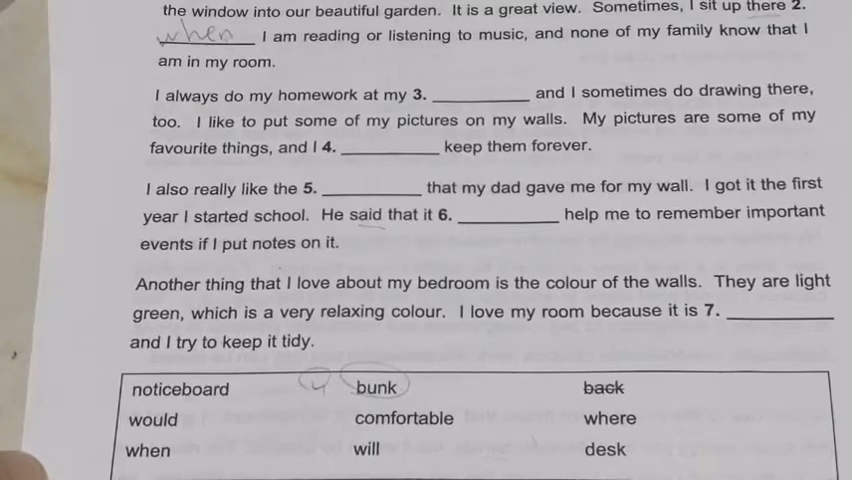 the window into our beautiful garden. It is a great view. Sometimes, I sit up there 2.
when I am reading or listening to music, and none of my family know that I
am in my room.
I always do my homework at my 3. __________ and I sometimes do drawing there,
too. I like to put some of my pictures on my walls. My pictures are some of my
favourite things, and I 4. __________ keep them forever.
I also really like the 5. __________ that my dad gave me for my wall. I got it the first
year I started school. He said that it 6. __________ help me to remember important
events if I put notes on it.
Another thing that I love about my bedroom is the colour of the walls. They are light
green, which is a very relaxing colour. I love my room because it is 7. __________
and I try to keep it tidy.
noticeboard bunk back
would comfortable where
when will desk